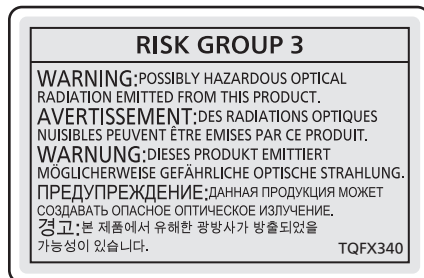 RISK GROUP 3
WARNING:POSSIBLY HAZARDOUS OPTICAL
RADIATION EMITTED FROM THIS PRODUCT.
AVERTISSEMENT:DES RADIATIONS OPTIQUES
NUISIBLES PEUVENT ÊTRE EMISES PAR CE PRODUIT.
WARNUNG:DIESES PRODUKT EMITTIERT
MÖGLICHERWEISE GEFÄHRLICHE OPTISCHE STRAHLUNG.
ПРЕДУПРЕЖДЕНИЕ:ДАННАЯ ПРОДУКЦИЯ МОЖЕТ
СОЗДАВАТЬ ОПАСНОЕ ОПТИЧЕСКОЕ ИЗЛУЧЕНИЕ.
경고:본 제품에서 유해한 광방사가 방출되었을
가능성이 있습니다. TQFX340